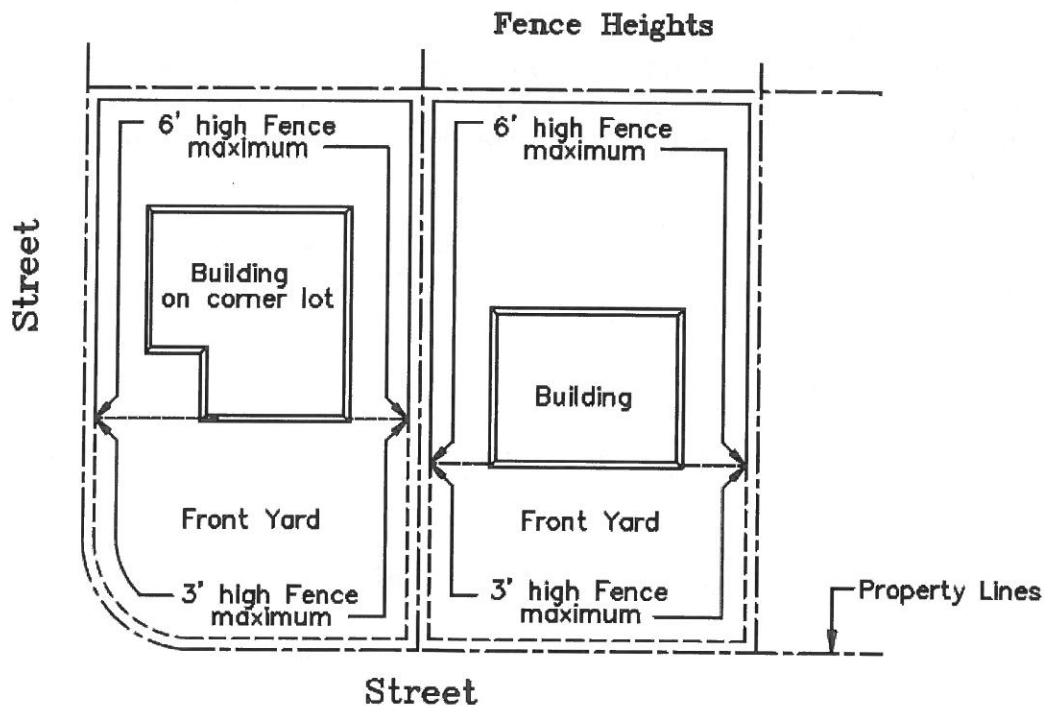 Fence Heights
6' high Fence
maximum
6' high Fence
maximum
Street
Building
on corner lot
Building
Front Yard
Front Yard
3' high Fence
maximum
3' high Fence
maximum
Property Lines
Street